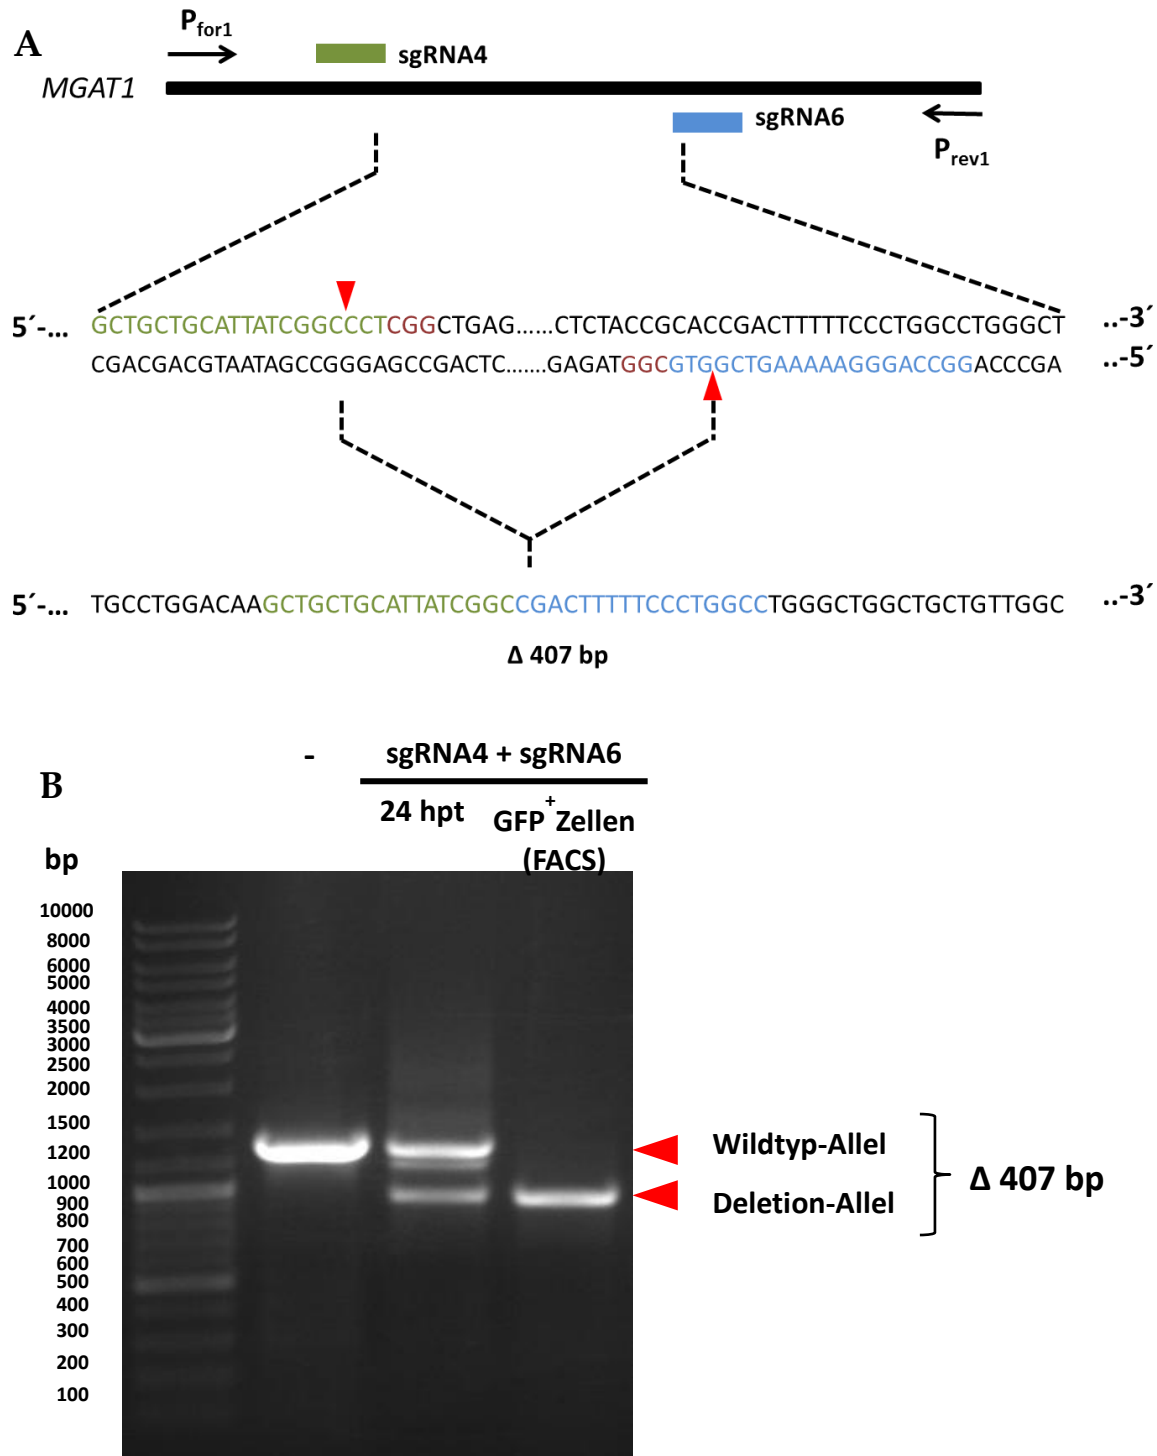 A
P for1
sgRNA4
MGAT1
sgRNA6
P rev1
5´-... GCTGCTGCATTATCGGCCCTCGGCTGAG......CTCTACCGCACCGACTTTTTCCCTGGCCTGGGCT ..-3´
CGACGACGTAATAGCCGGGAGCCGACTC.......GAGATGGCGTGGCTGAAAAAGGGACCGGACCCGA ..-5´
5´-... TGCCTGGACAAGCTGCTGCATTATCGGCCGACTTTTTCCCTGGCCTGGGCTGGCTGCTGTTGGC ..-3´
Δ 407 bp
B
- sgRNA4 + sgRNA6
24 hpt GFP+ Zellen
(FACS)
bp
10000
8000
6000
5000
4000
3500
3000
2500
2000
1500
1200
1000
900
800
700
600
500
400
300
200
100
Wildtyp-Allel
Deletion-Allel
Δ 407 bp